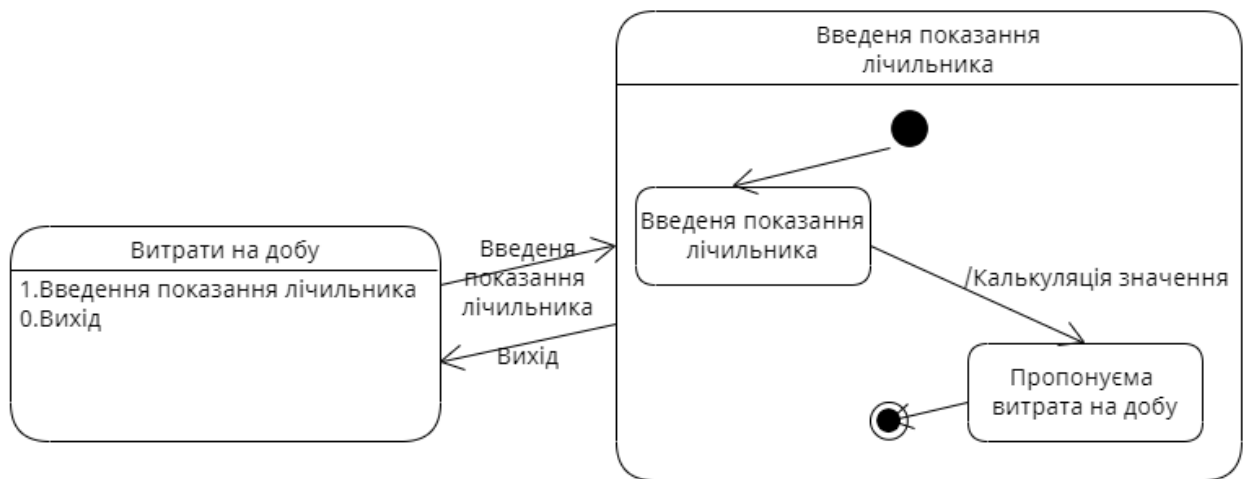 Введеня показання
лічильника
Введеня показання
лічильника
/Калькуляція значення
Пропонуєма
витрата на добу
Витрати на добу
1.Введення показання лічильника
0.Вихід
Введеня
показання
лічильника
Вихід